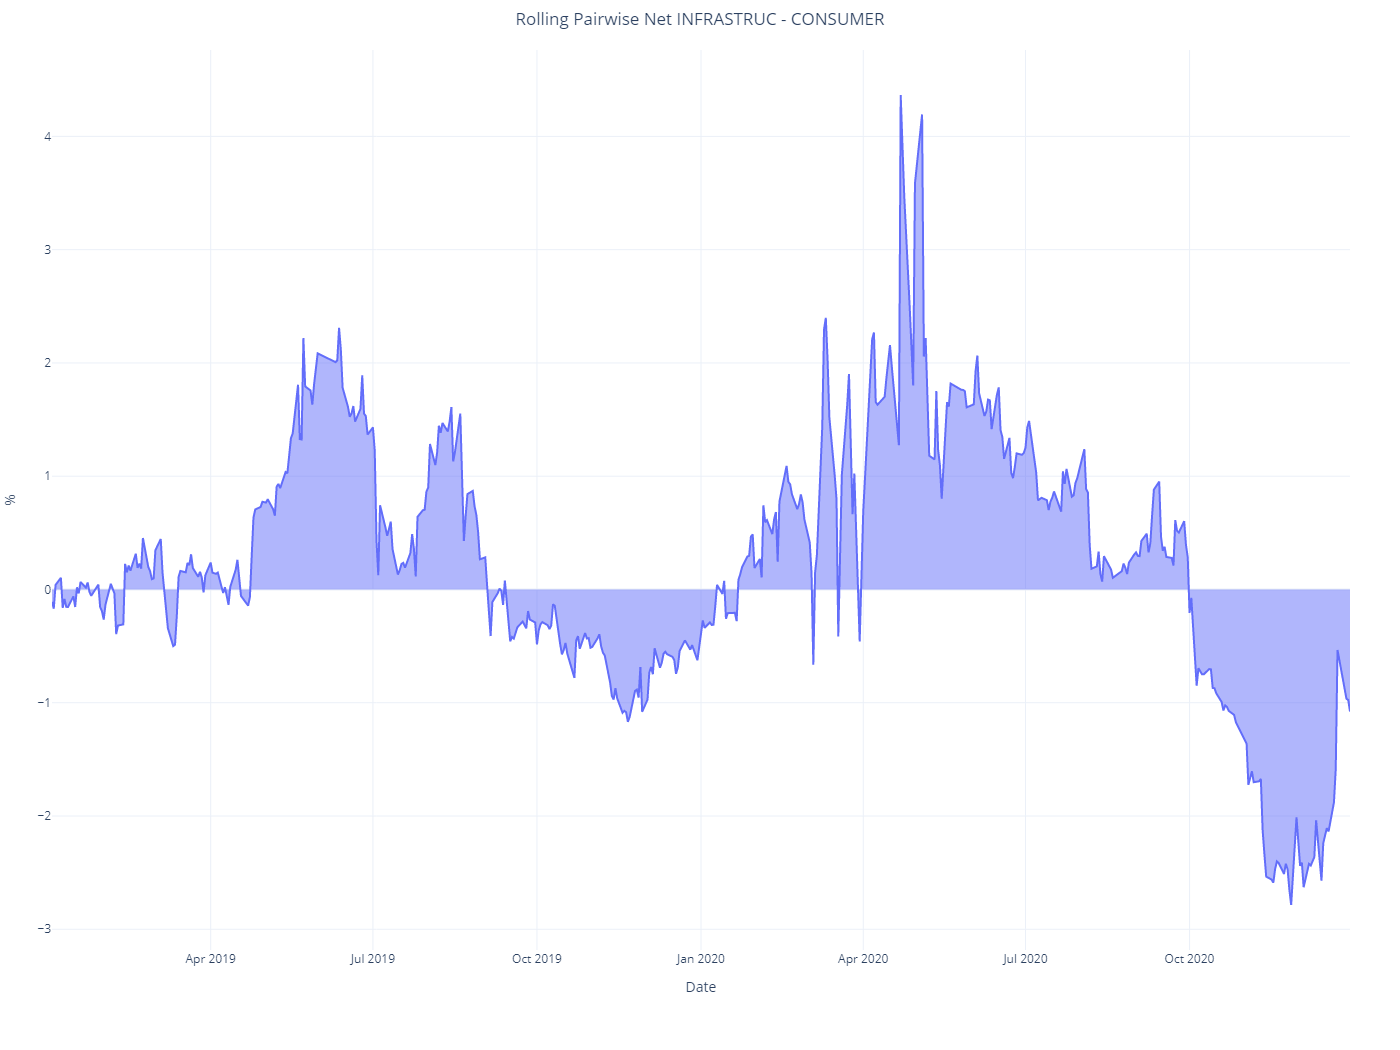 Rolling Pairwise Net INFRASTRUC - CONSUMER
4
3
2
1
0
−1
−2
−3
%
Apr 2019
Jul 2019
Oct 2019
Jan 2020
Apr 2020
Jul 2020
Oct 2020
Date